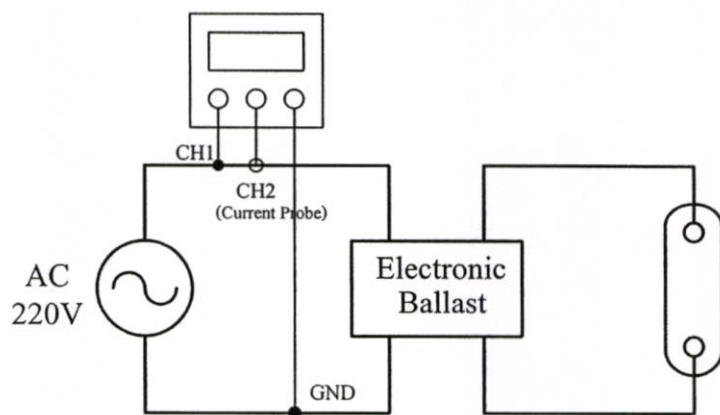 CH1
CH2
(Current Probe)
AC
220V
Electronic
Ballast
GND